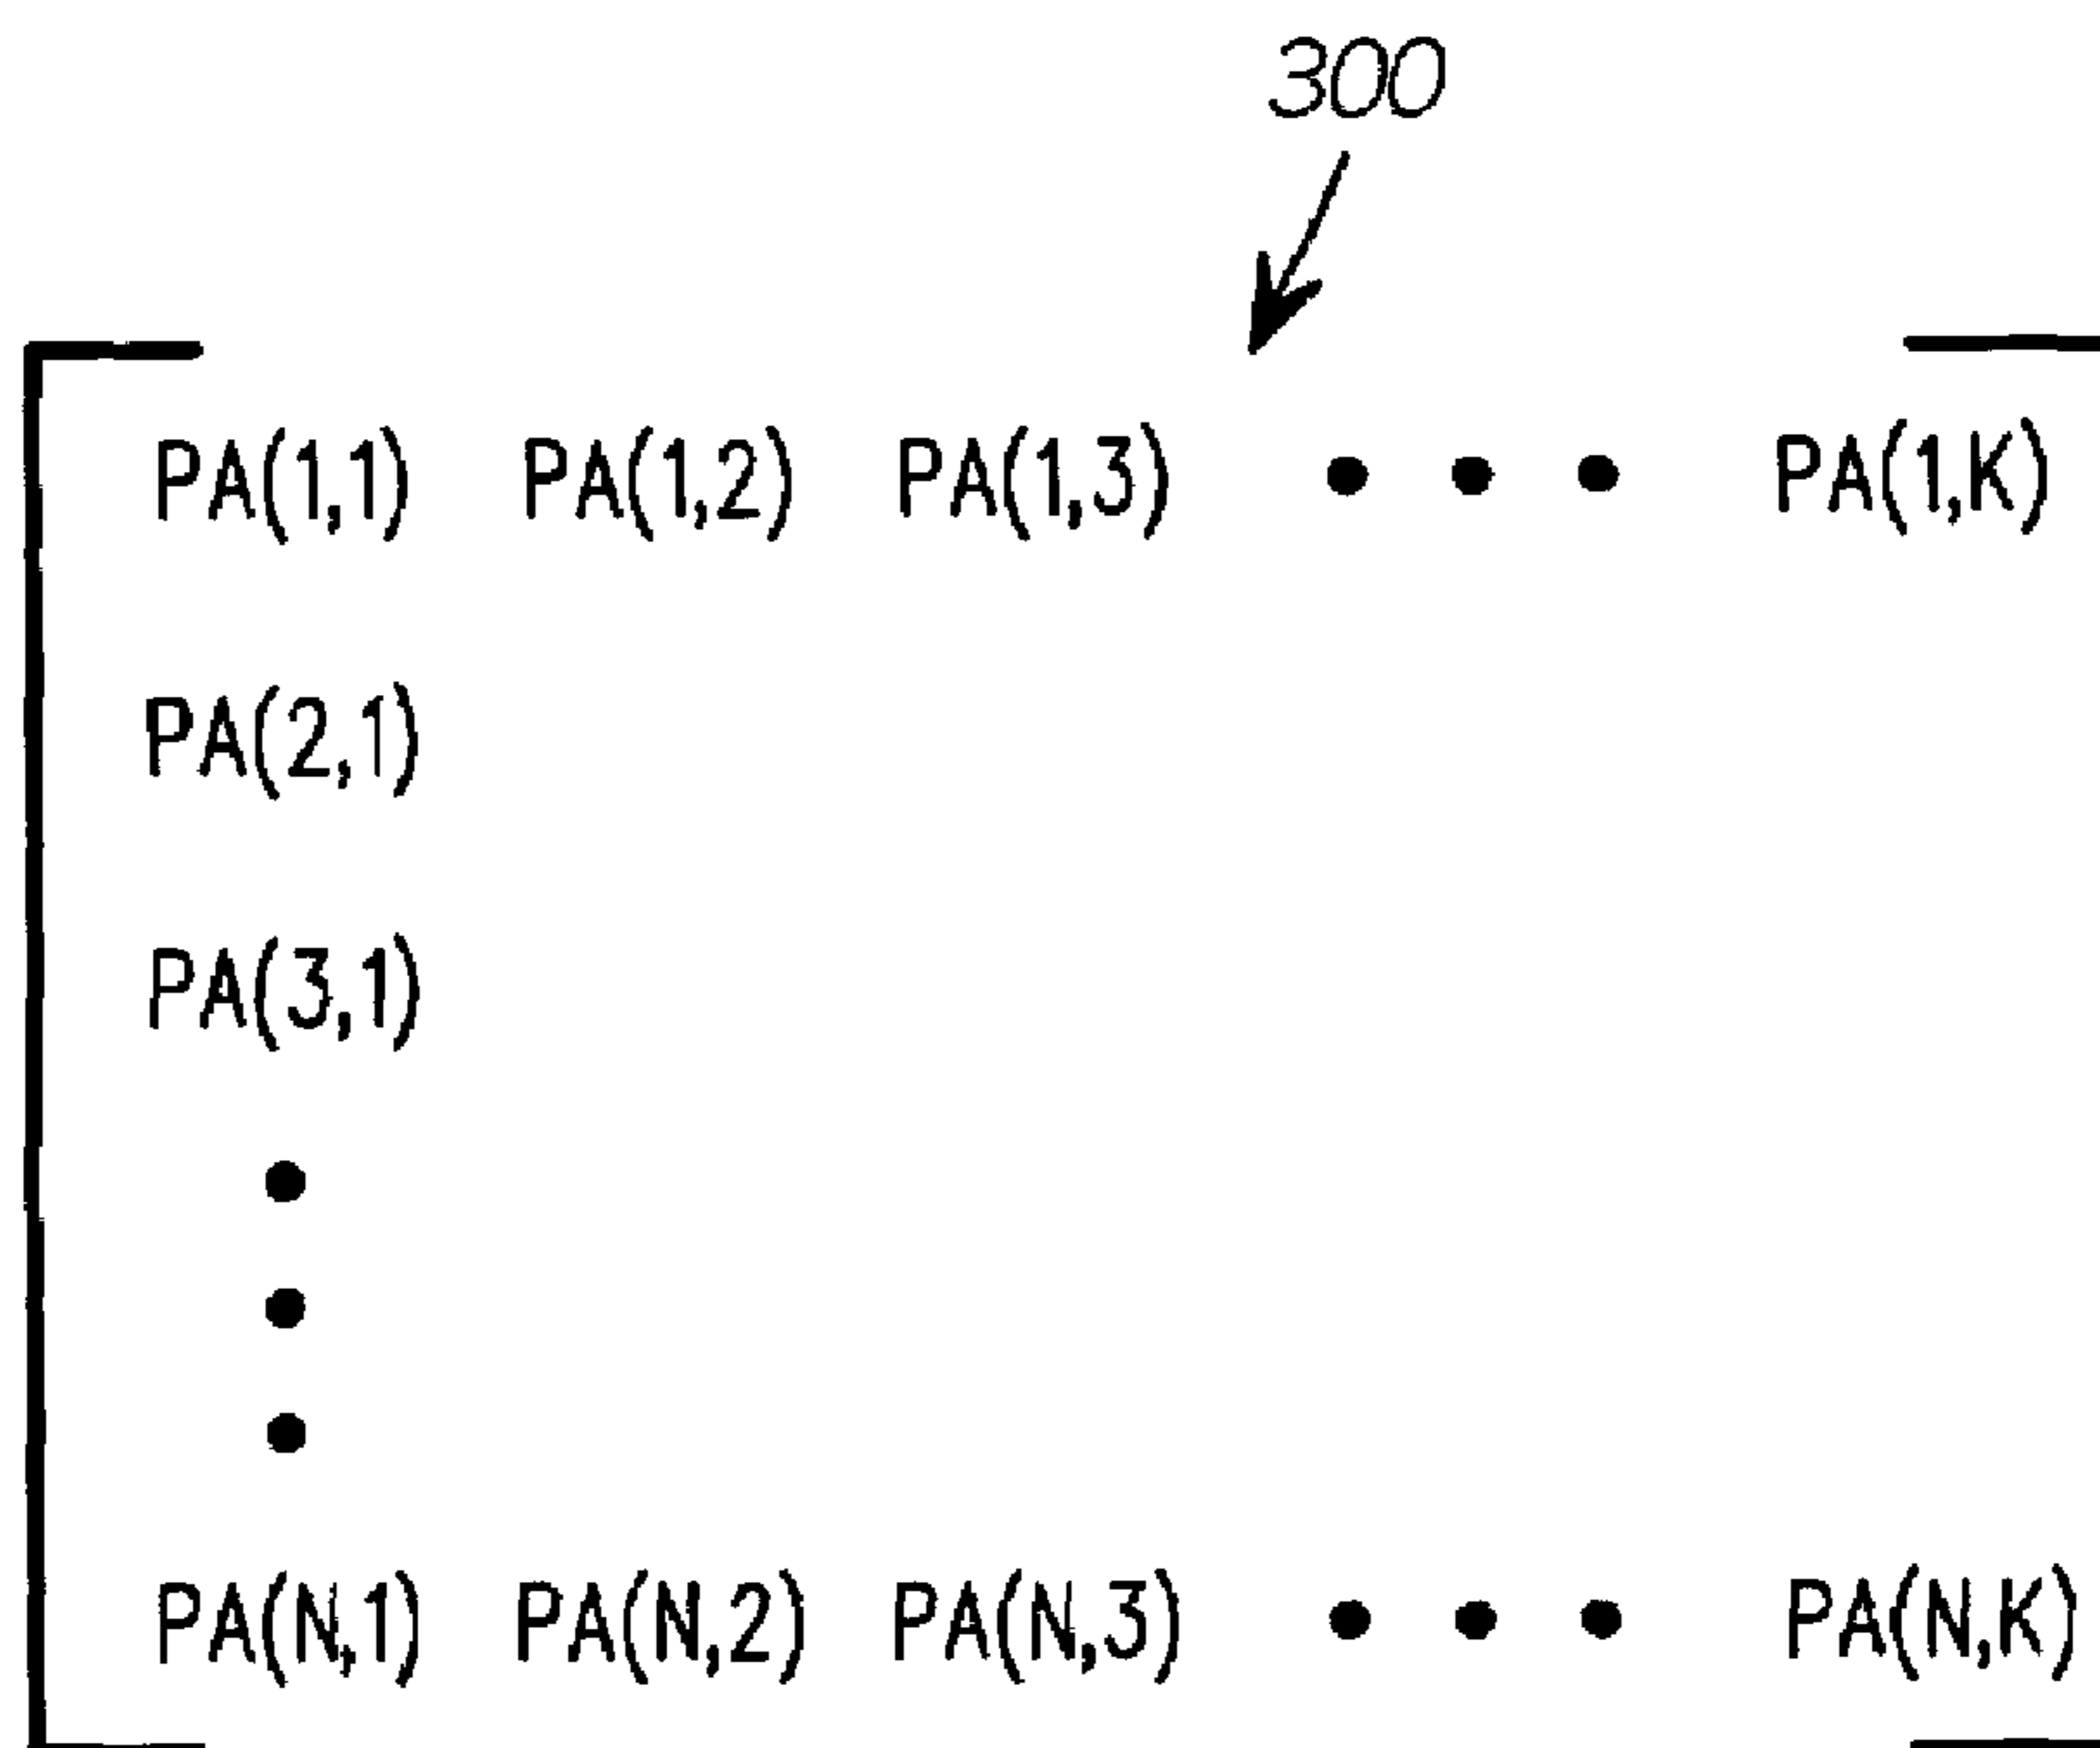 300
PA(1,1) PA(1,2) PA(1,3) • • • PA(1,K)
PA(2,1)
PA(3,1)
•
•
•
PA(N,1) PA(N,2) PA(N,3) • • • PA(N,K)